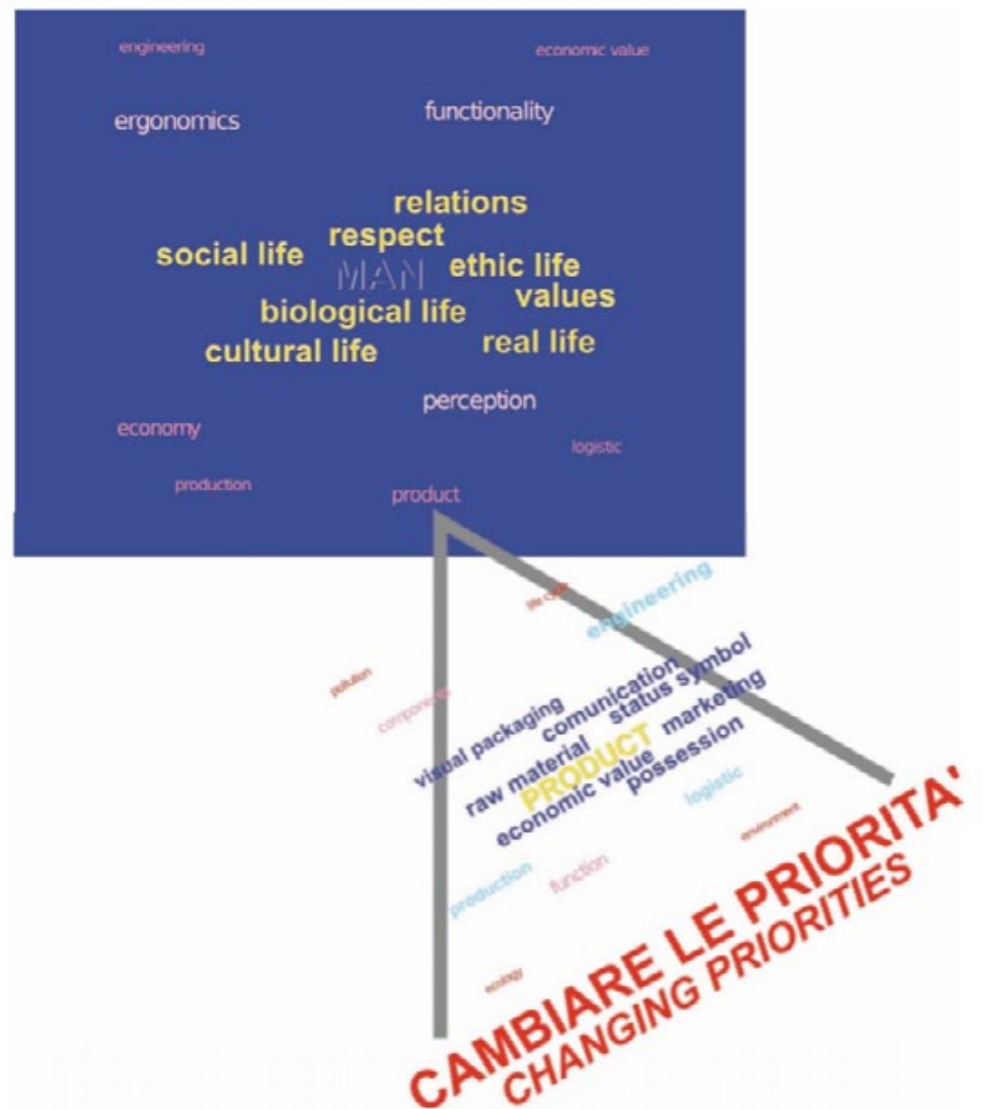 engineering
economic value
ergonomics
functionality
relations
respect
social life
MAN
ethic life
values
biological life
cultural life
real life
perception
economy
logistic
production
product
life cycle
engineering
pollution
components
comunication
status symbol
visual packaging
marketing
raw material
PRODUCT
possession
economic value
logistic
environment
production
function
ecology
CAMBIARE LE PRIORITA'
CHANGING PRIORITIES